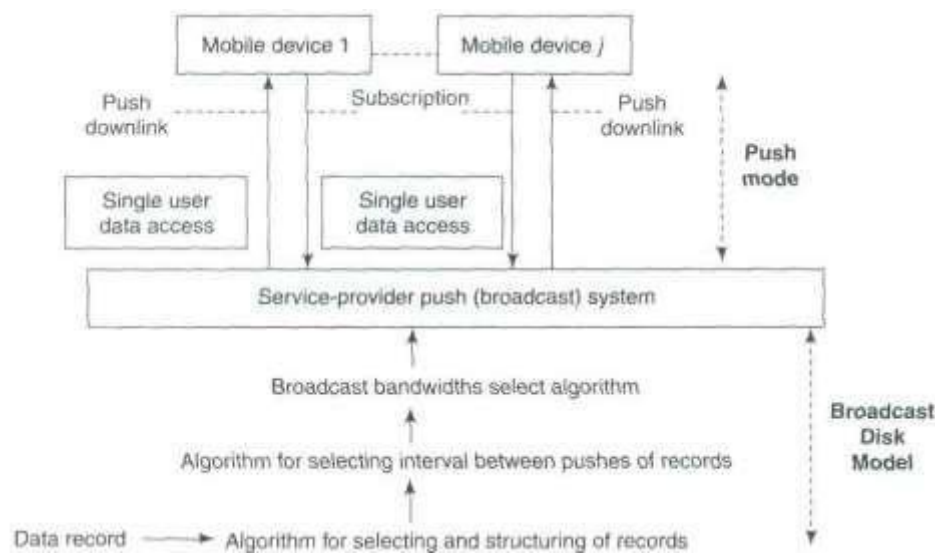 Mobile device 1
Mobile device j
Push
downlink
Subscription
Push
downlink
Push
mode
Single user
data access
Single user
data access
Service-provider push (broadcast) system
Broadcast bandwidths select algorithm
Broadcast
Disk
Model
Algorithm for selecting interval between pushes of records
Data record
Algorithm for selecting and structuring of records